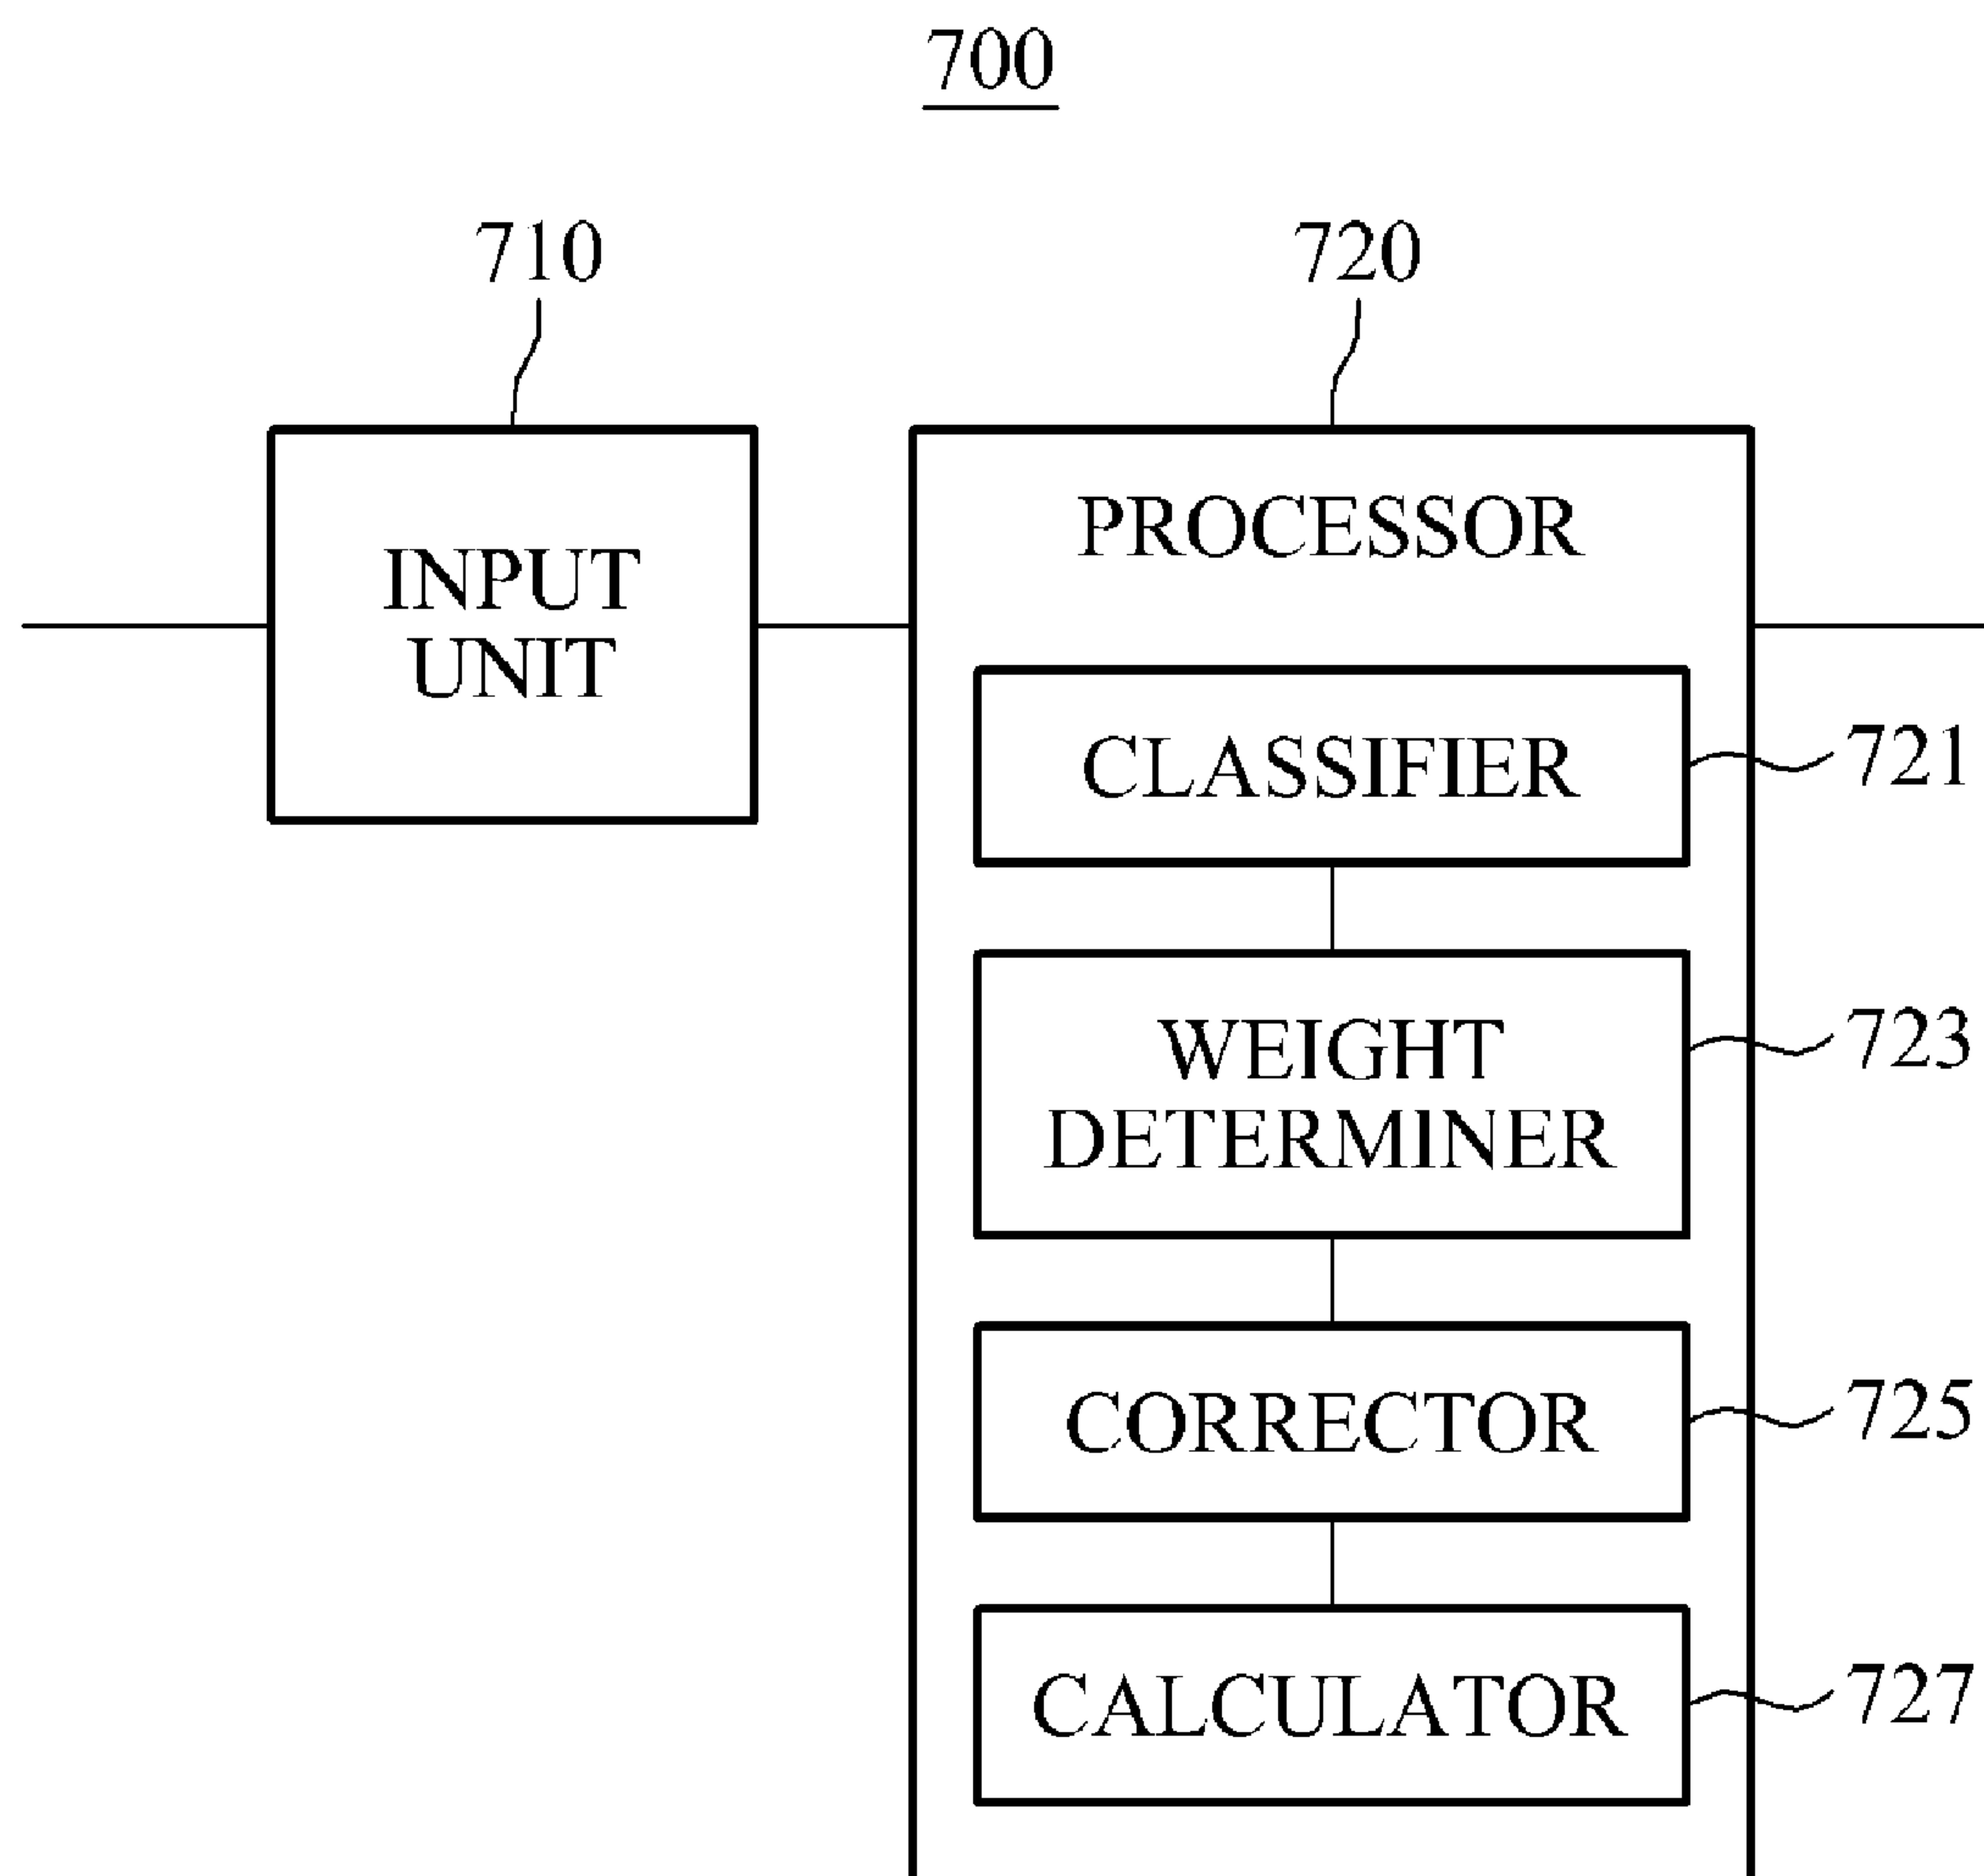 700
710
720
INPUT
UNIT
PROCESSOR
CLASSIFIER
721
WEIGHT
DETERMINER
723
CORRECTOR
725
CALCULATOR
727